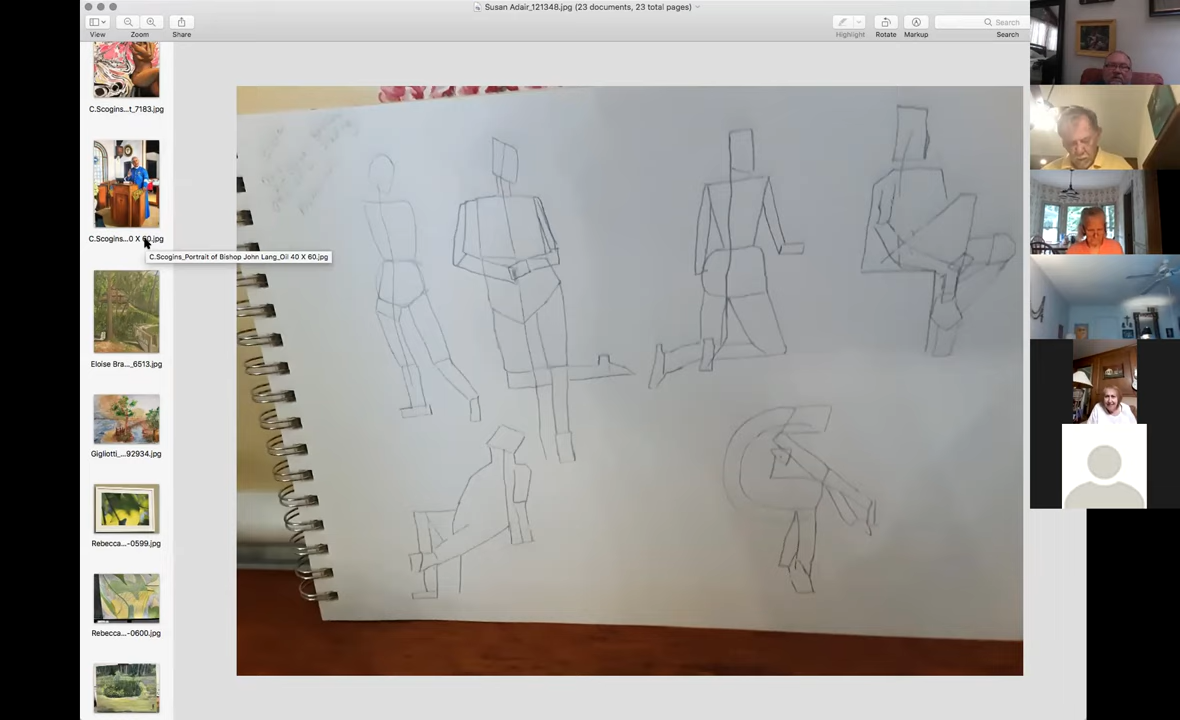 Susan Adair_121348.jpg (23 documents, 23 total pages)
View
Zoom
Share
Highlight
Rotate
Markup
Search
Search
C.Scogins...t_7183.jpg
C.Scogins...0 X 60.jpg
C.Scogins_Portrait of Bishop John Lang_Oil 40 X 60.jpg
Eloise Bra..._6513.jpg
Gigliotti_...92934.jpg
Rebecca...-0599.jpg
Rebecca...-0600.jpg